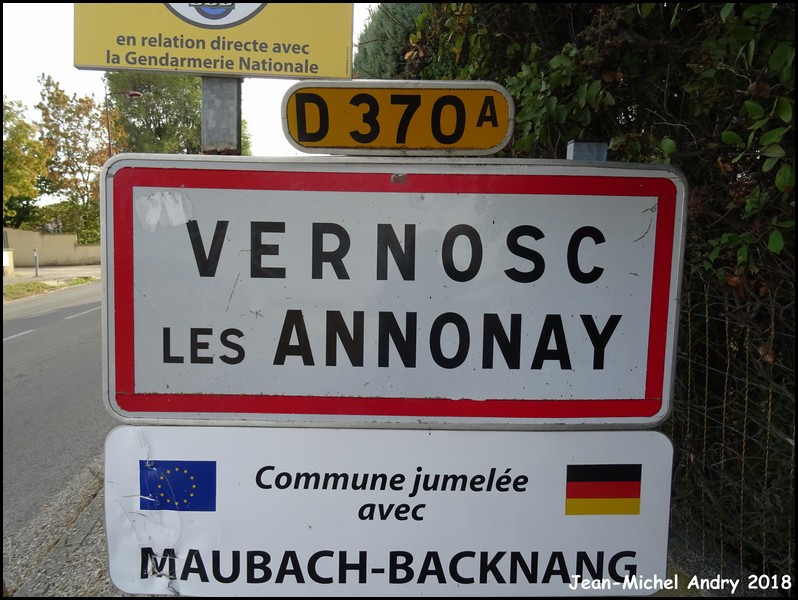 en relation directe avec
la Gendarmerie Nationale
D 370 A
VERNOSC
LES ANNONAY
Commune jumelée
avec
MAUBACH-BACKNANG
Jean-Michel Andry 2018